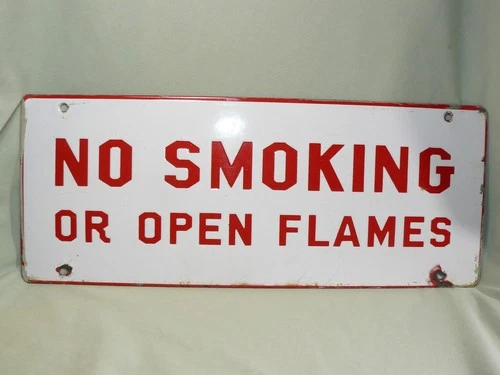 NO SMOKING
OR OPEN FLAMES